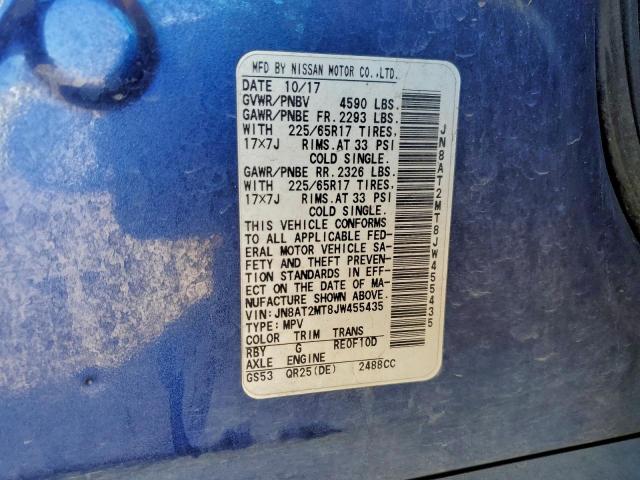 MFD BY NISSAN MOTOR CO.,LTD.
DATE 10/17
GVWR/PNBV 4590 LBS.
GAWR/PNBE FR.2293 LBS.
WITH 225/65R17 TIRES,
17X7J RIMS.AT 33 PSI
COLD SINGLE.
GAWR/PNBE RR.2326 LBS.
WITH 225/65R17 TIRES,
17X7J RIMS.AT 33 PSI
COLD SINGLE.
THIS VEHICLE CONFORMS
TO ALL APPLICABLE FED-
ERAL MOTOR VEHICLE SA-
FETY AND THEFT PREVEN-
TION STANDARDS IN EFF-
ECT ON THE DATE OF MA-
NUFACTURE SHOWN ABOVE.
VIN:JN8AT2MT8JW455435
TYPE:MPV
COLOR TRIM TRANS
RBY G RE0F10D
AXLE ENGINE
GS53 QR25(DE) 2488CC
JN8AT2MT8JW455435